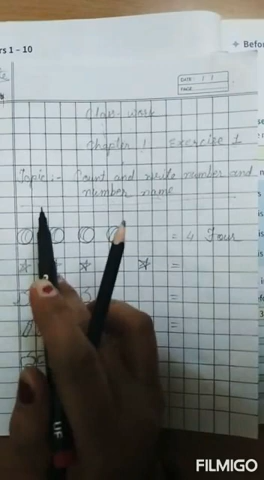 rs 1 - 10
Befor
DATE
PAGE
Class work
Chapter 1 Exercise 1
Topic :- Count and write number and
number name
= 4 Four
=
=
=
FILMIGO